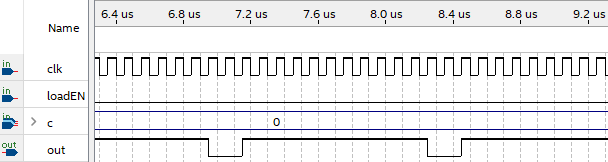 6.4 us 6.8 us 7.2 us 7.6 us 8.0 us 8.4 us 8.8 us 9.2 us
Name
in clk
in loadEN
in > c 0
out out